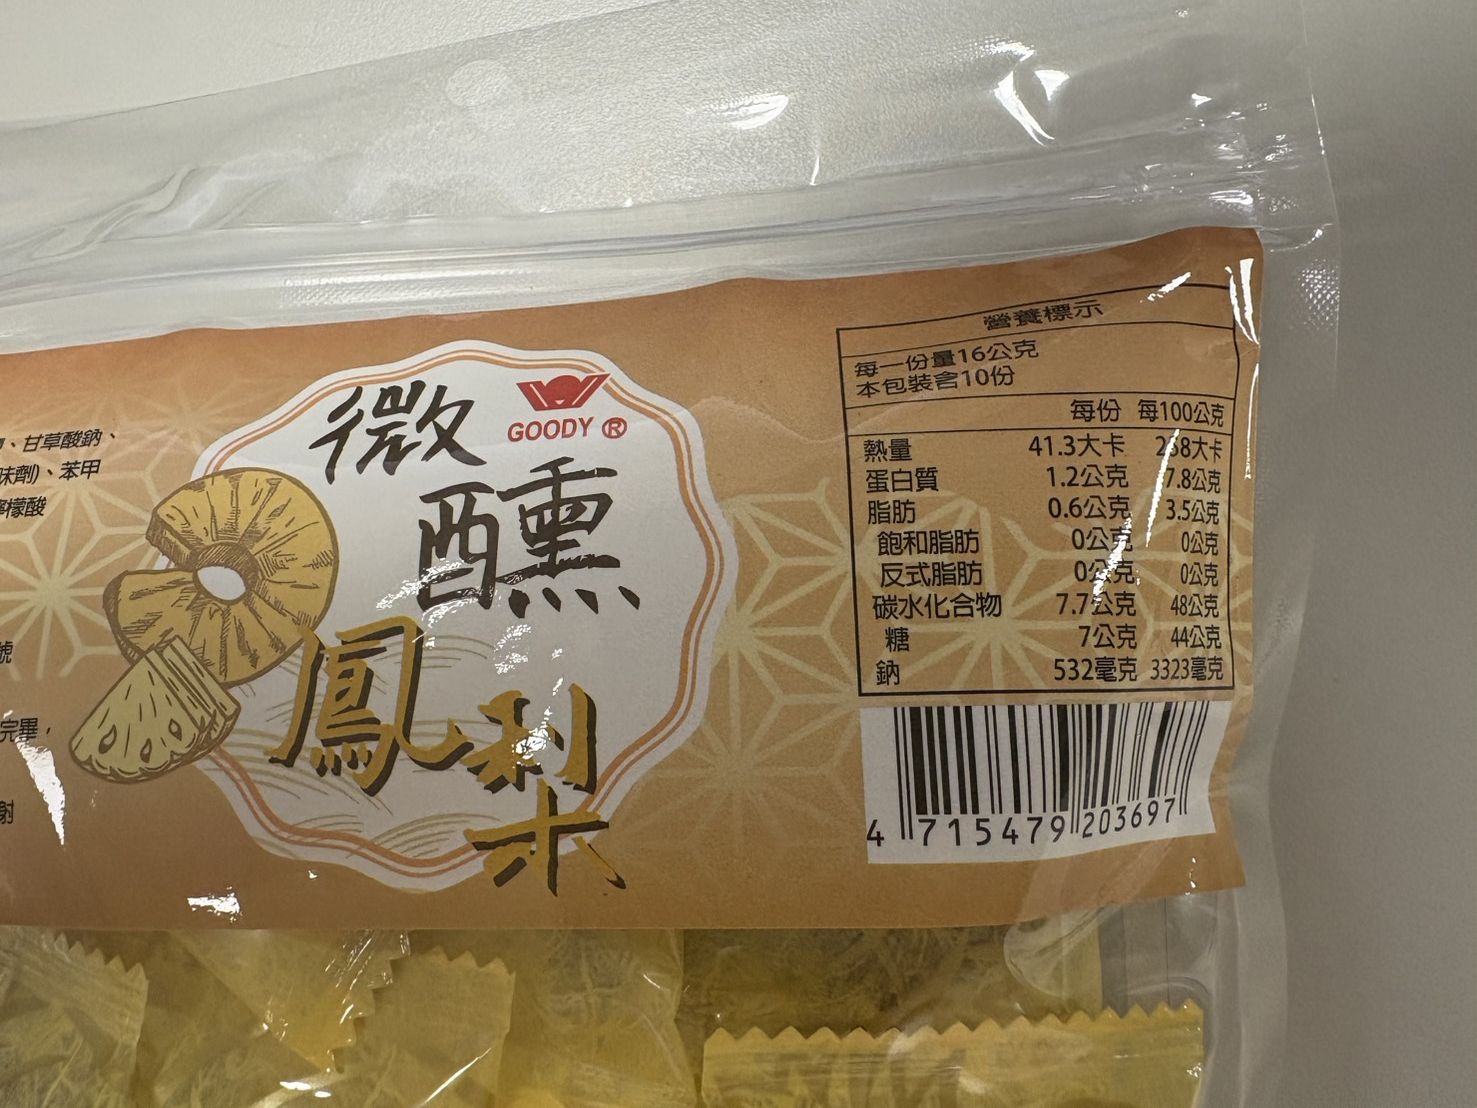 、甘草酸鈉、
味劑)、苯甲
檸檬酸
號
完畢，
射
微
醺
鳳
梨
GOODY ®
營養標示
每一份量16公克
本包裝含10份
每份 每100公克
熱量 41.3大卡 268大卡
蛋白質 1.2公克 7.8公克
脂肪 0.6公克 3.5公克
飽和脂肪 0公克 0公克
反式脂肪 0公克 0公克
碳水化合物 7.7公克 48公克
糖 7公克 44公克
鈉 532毫克 3323毫克
4 715479 203697